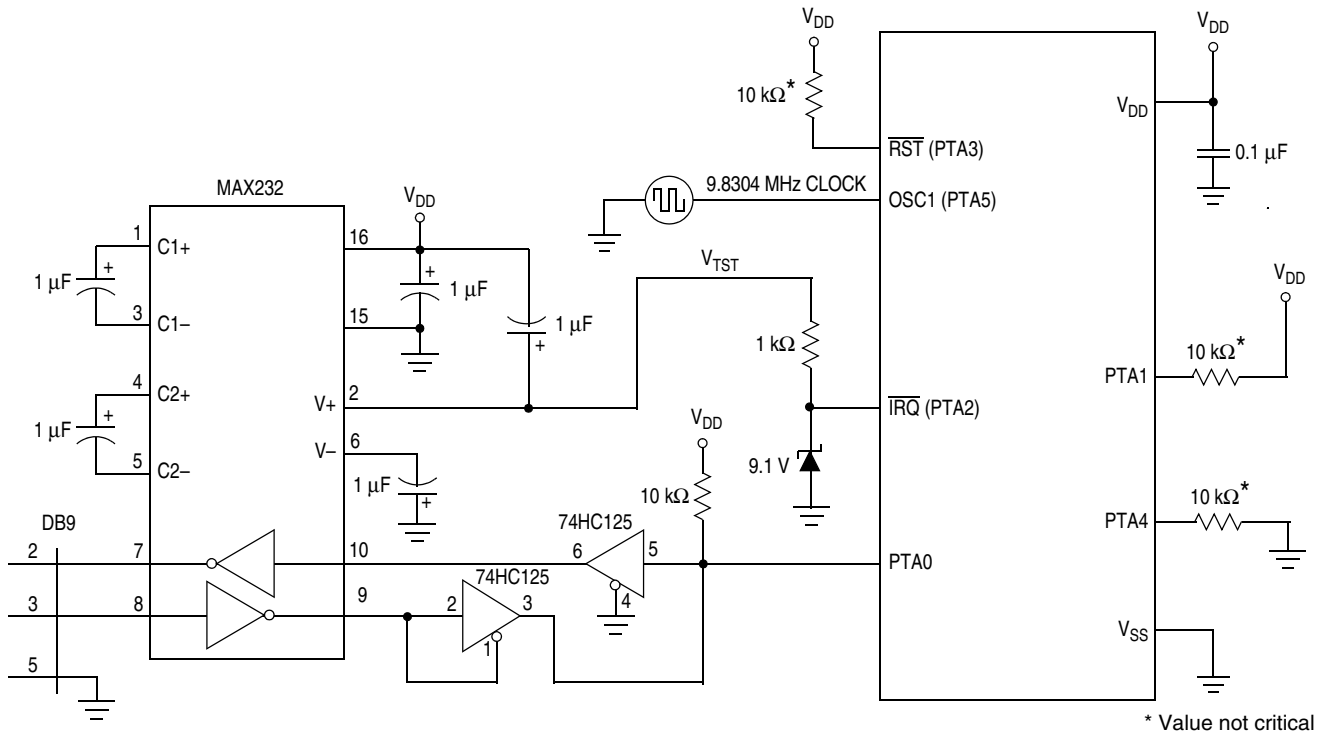 V_DD
V_DD
10 kΩ*
V_DD
RST (PTA3)
0.1 µF
MAX232
9.8304 MHz CLOCK
OSC1 (PTA5)
V_DD
1
C1+
16
1 µF
+
+
1 µF
V_TST
V_DD
3
C1–
15
1 µF
+
1 kΩ
10 kΩ*
PTA1
4
C2+
1 µF
+
V+
2
IRQ (PTA2)
V_DD
5
C2–
V–
6
1 µF
+
9.1 V
10 kΩ
10 kΩ*
PTA4
DB9
74HC125
2
7
10
6
5
4
PTA0
74HC125
3
8
9
2
3
1
V_SS
5
* Value not critical